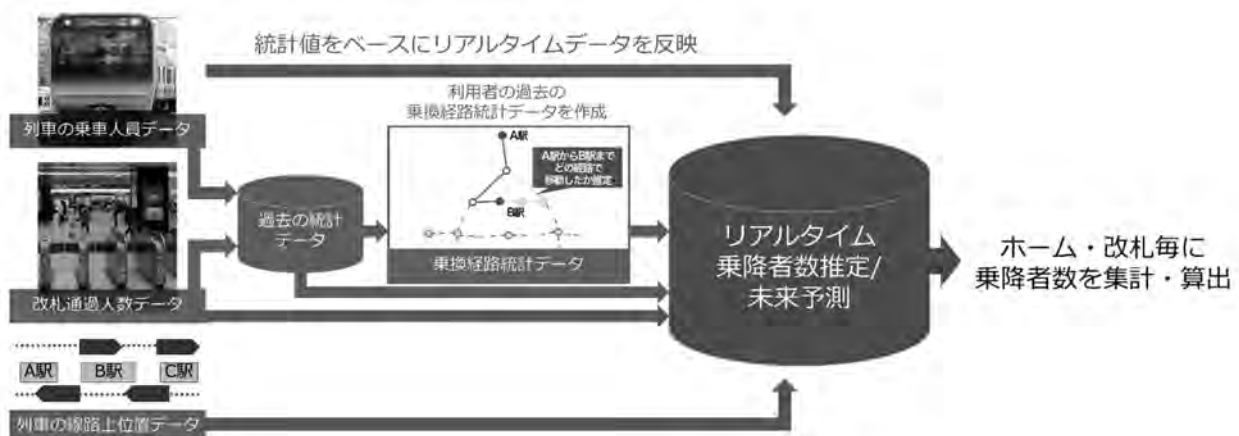 統計値をベースにリアルタイムデータを反映
列車の乗車人員データ
利用者の過去の
乗換経路統計データを作成
A駅
A駅からB駅まで
どの経路で
移動したか推定
B駅
乗換経路統計データ
過去の統計
データ
改札通過人数データ
リアルタイム
乗降者数推定/
未来予測
ホーム・改札毎に
乗降者数を集計・算出
A駅
B駅
C駅
列車の線路上位置データ